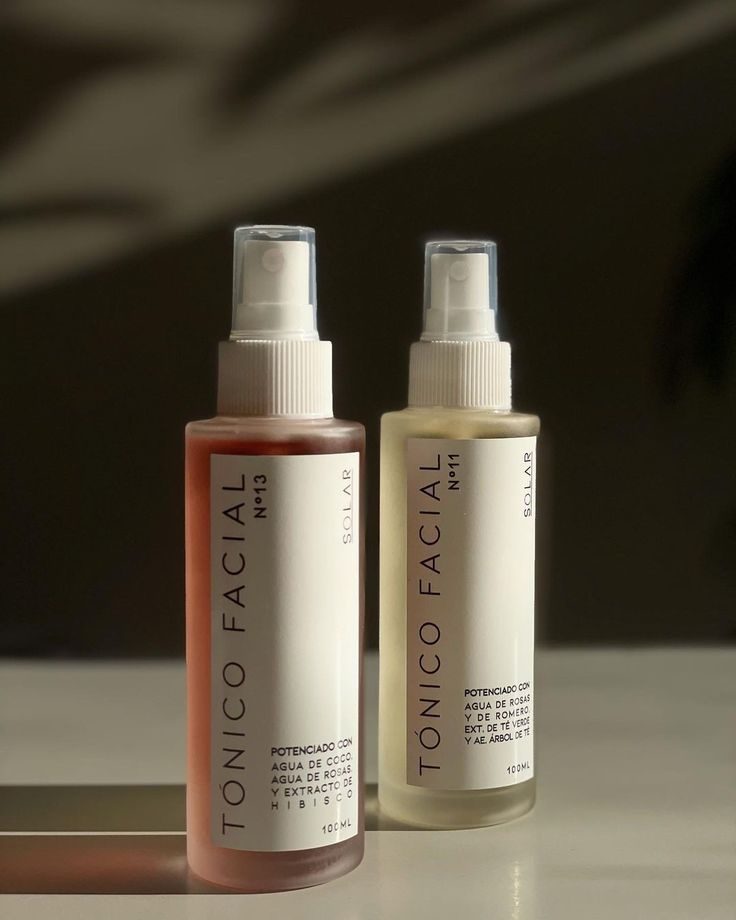 TÓNICO FACIAL
Nº13
SOLAR
POTENCIADO CON
AGUA DE COCO,
AGUA DE ROSAS,
Y EXTRACTO DE
HIBISCO
100ML
TÓNICO FACIAL
Nº11
SOLAR
POTENCIADO CON
AGUA DE ROSAS
Y DE ROMERO,
EXT. DE TÉ VERDE
Y AE. ÁRBOL DE TÉ
100ML